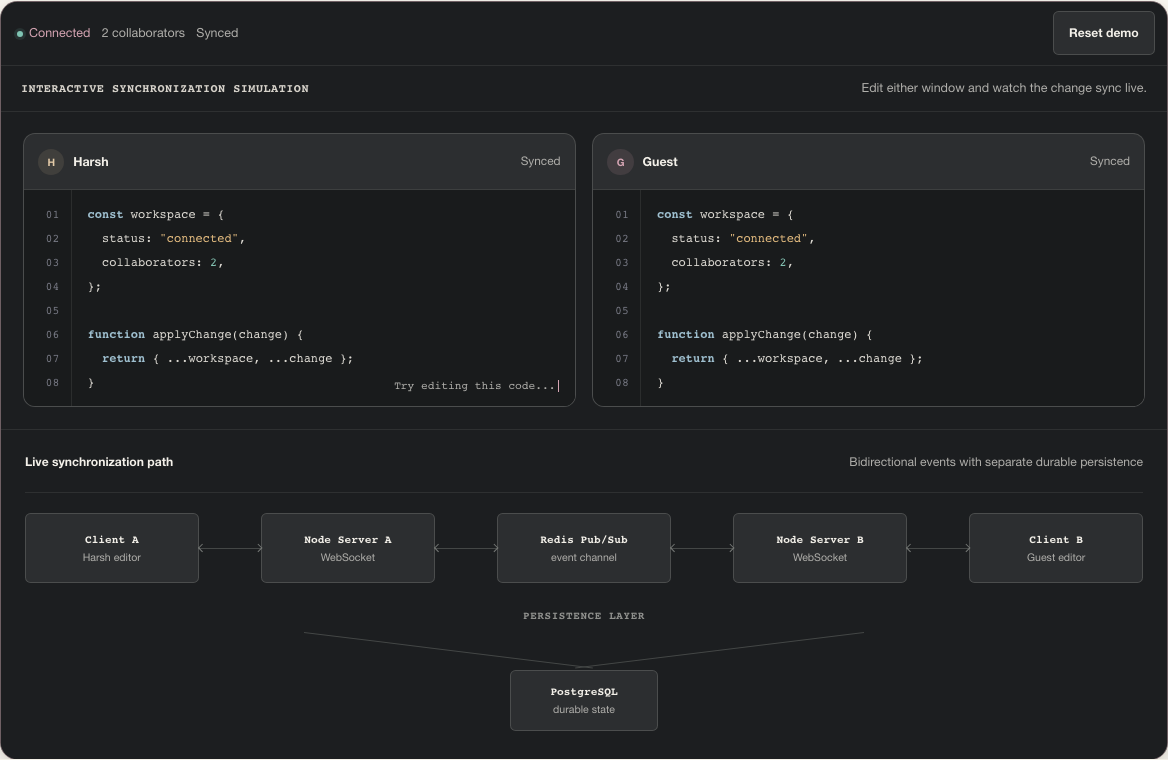 Connected 2 collaborators Synced
Reset demo
INTERACTIVE SYNCHRONIZATION SIMULATION
Edit either window and watch the change sync live.
H Harsh Synced
01 const workspace = {
02 status: "connected",
03 collaborators: 2,
04 };
05
06 function applyChange(change) {
07 return { ...workspace, ...change };
08 }
Try editing this code...
G Guest Synced
01 const workspace = {
02 status: "connected",
03 collaborators: 2,
04 };
05
06 function applyChange(change) {
07 return { ...workspace, ...change };
08 }
Live synchronization path
Bidirectional events with separate durable persistence
Client A
Harsh editor
Node Server A
WebSocket
Redis Pub/Sub
event channel
Node Server B
WebSocket
Client B
Guest editor
PERSISTENCE LAYER
PostgreSQL
durable state